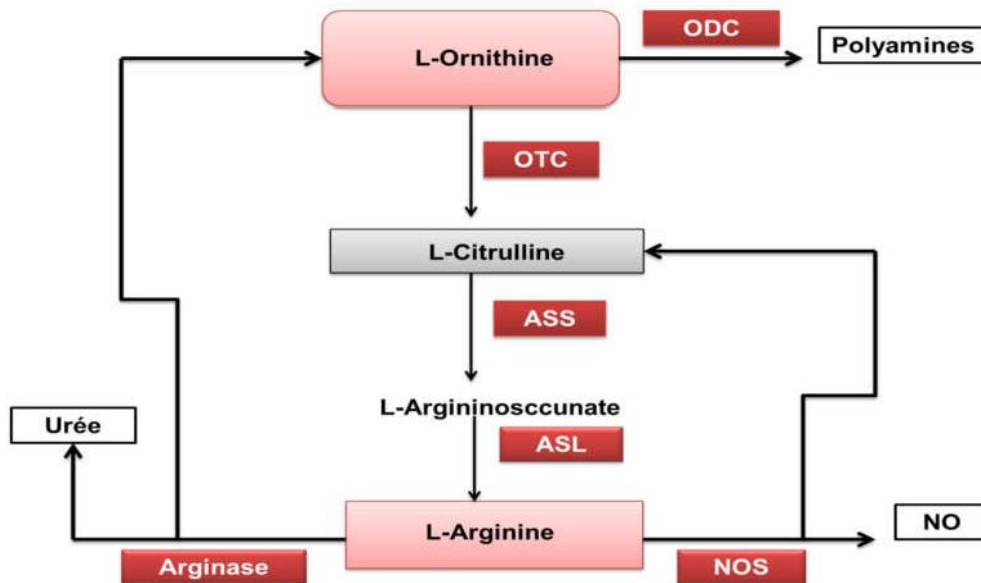 ODC
L-Ornithine
Polyamines
OTC
L-Citrulline
ASS
L-Argininosccunate
Urée
ASL
L-Arginine
NO
Arginase
NOS